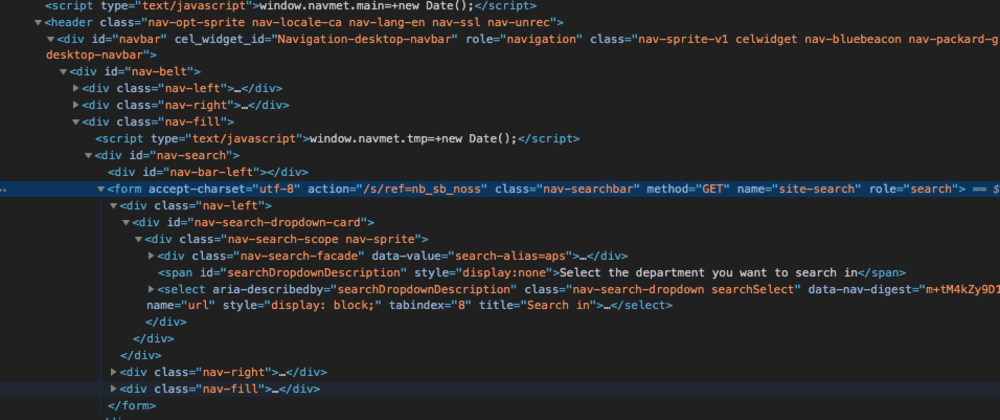 <script type="text/javascript">window.navmet.main=+new Date();</script>
▼<header class="nav-opt-sprite nav-locale-ca nav-lang-en nav-ssl nav-unrec">
▼<div id="navbar" cel_widget_id="Navigation-desktop-navbar" role="navigation" class="nav-sprite-v1 celwidget nav-bluebeacon nav-packard-g
desktop-navbar">
▼<div id="nav-belt">
▶<div class="nav-left">…</div>
▶<div class="nav-right">…</div>
▼<div class="nav-fill">
<script type="text/javascript">window.navmet.tmp=+new Date();</script>
▼<div id="nav-search">
<div id="nav-bar-left"></div>
…▼<form accept-charset="utf-8" action="/s/ref=nb_sb_noss" class="nav-searchbar" method="GET" name="site-search" role="search"> == $
▼<div class="nav-left">
▼<div id="nav-search-dropdown-card">
▼<div class="nav-search-scope nav-sprite">
▶<div class="nav-search-facade" data-value="search-alias=aps">…</div>
<span id="searchDropdownDescription" style="display:none">Select the department you want to search in</span>
▶<select aria-describedby="searchDropdownDescription" class="nav-search-dropdown searchSelect" data-nav-digest="m+tM4kZy9D1
name="url" style="display: block;" tabindex="8" title="Search in">…</select>
</div>
</div>
</div>
▶<div class="nav-right">…</div>
▶<div class="nav-fill">…</div>
</form>